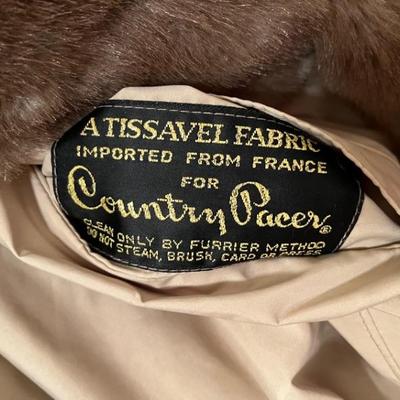 A TISSAVEL FABRIC
IMPORTED FROM FRANCE
FOR
Country Pacer®
CLEAN ONLY BY FURRIER METHOD
DO NOT STEAM, BRUSH, CARD OR PRESS